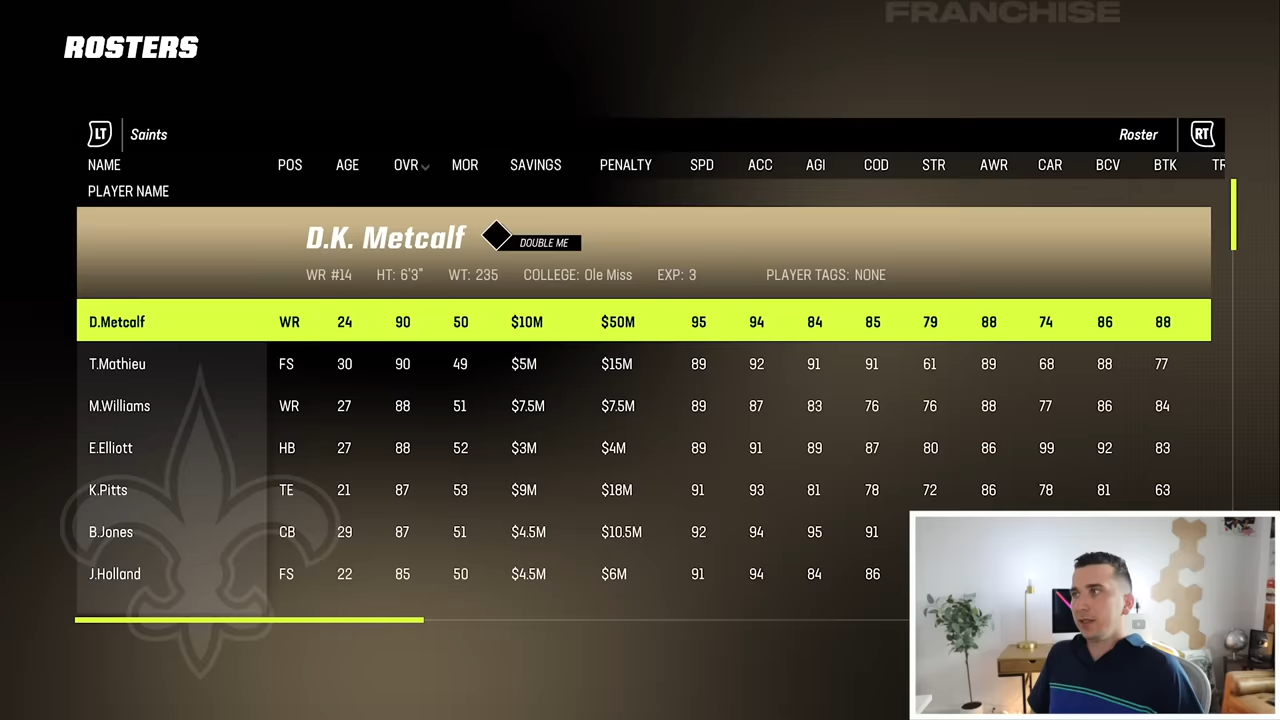 FRANCHISE
ROSTERS
LT Saints Roster RT
NAME POS AGE OVR MOR SAVINGS PENALTY SPD ACC AGI COD STR AWR CAR BCV BTK TR
PLAYER NAME
D.K. Metcalf DOUBLE ME
WR #14 HT: 6'3" WT: 235 COLLEGE: Ole Miss EXP: 3 PLAYER TAGS: NONE
D.Metcalf WR 24 90 50 $10M $50M 95 94 84 85 79 88 74 86 88
T.Mathieu FS 30 90 49 $5M $15M 89 92 91 91 61 89 68 88 77
M.Williams WR 27 88 51 $7.5M $7.5M 89 87 83 76 76 88 77 86 84
E.Elliott HB 27 88 52 $3M $4M 89 91 89 87 80 86 99 92 83
K.Pitts TE 21 87 53 $9M $18M 91 93 81 78 72 86 78 81 63
B.Jones CB 29 87 51 $4.5M $10.5M 92 94 95 91
J.Holland FS 22 85 50 $4.5M $6M 91 94 84 86